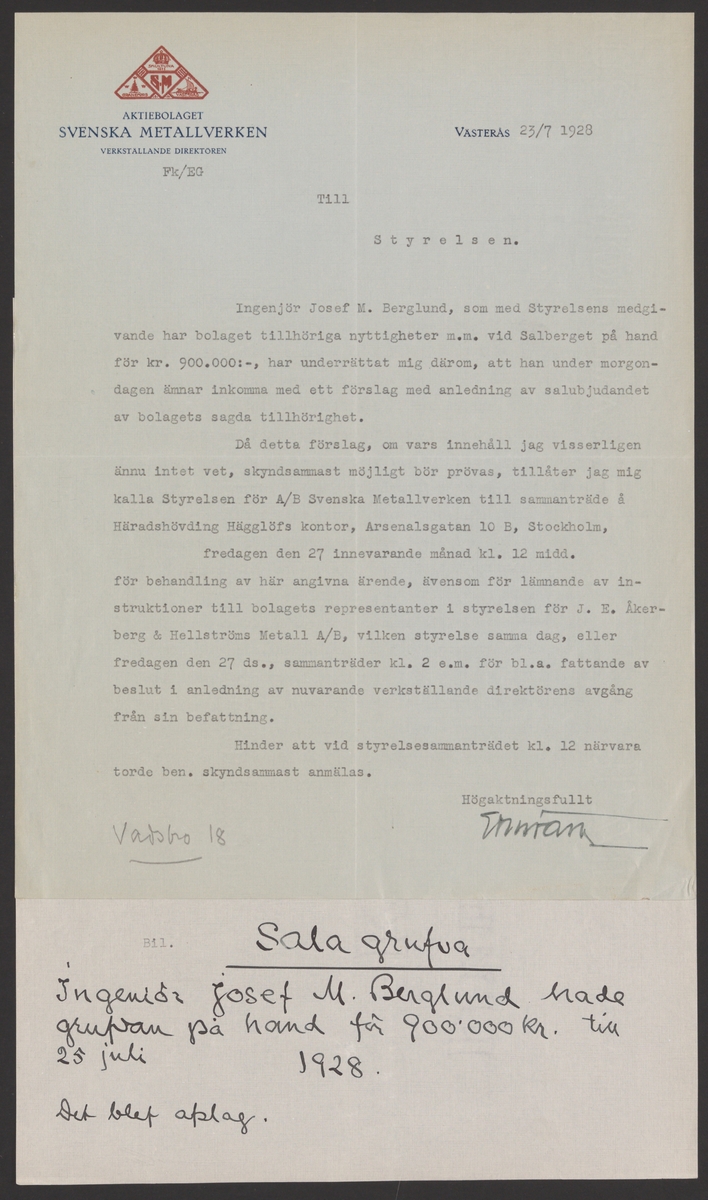 AKTIEBOLAGET
SVENSKA METALLVERKEN
VERKSTÄLLANDE DIREKTÖREN
Fk/EG
VÄSTERÅS 23/7 1928
Till
Styrelsen.
Ingenjör Josef M. Berglund, som med Styrelsens medgi-
vande har bolaget tillhöriga nyttigheter m.m. vid Salberget på hand
för kr. 900.000:-, har underrättat mig därom, att han under morgon-
dagen ämnar inkomma med ett förslag med anledning av salubjudandet
av bolagets sagda tillhörighet.
Då detta förslag, om vars innehåll jag visserligen
ännu intet vet, skyndsammast möjligt bör prövas, tillåter jag mig
kalla Styrelsen för A/B Svenska Metallverken till sammanträde å
Häradshövding Hägglöfs kontor, Arsenalsgatan 10 B, Stockholm,
fredagen den 27 innevarande månad kl. 12 midd.
för behandling av här angivna ärende, ävensom för lämnande av in-
struktioner till bolagets representanter i styrelsen för J. E. Åker-
berg & Hellströms Metall A/B, vilken styrelse samma dag, eller
fredagen den 27 ds., sammanträder kl. 2 e.m. för bl.a. fattande av
beslut i anledning av nuvarande verkställande direktörens avgång
från sin befattning.
Hinder att vid styrelsesammanträdet kl. 12 närvara
torde ben. skyndsammast anmälas.
Högaktningsfullt
Vadsbro 18
Bil.
Sala grufva
Ingeniör Josef M. Berglund hade
grufvan på hand för 900'000 kr. till
25 juli 1928.
Det blef afslag.